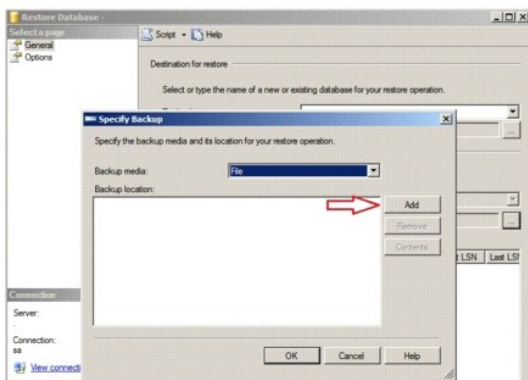 Restore Database -
Select a page
General
Options
Script
Help
Destination for restore
Select or type the name of a new or existing database for your restore operation.
Specify Backup
Specify the backup media and its location for your restore operation.
Backup media:
File
Backup location:
Add
Remove
Contents
LSN
Last LS
Connection
Server:
.
Connection:
sa
View connecti
OK
Cancel
Help